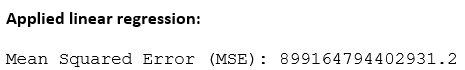 Applied linear regression:
Mean Squared Error (MSE): 899164794402931.2